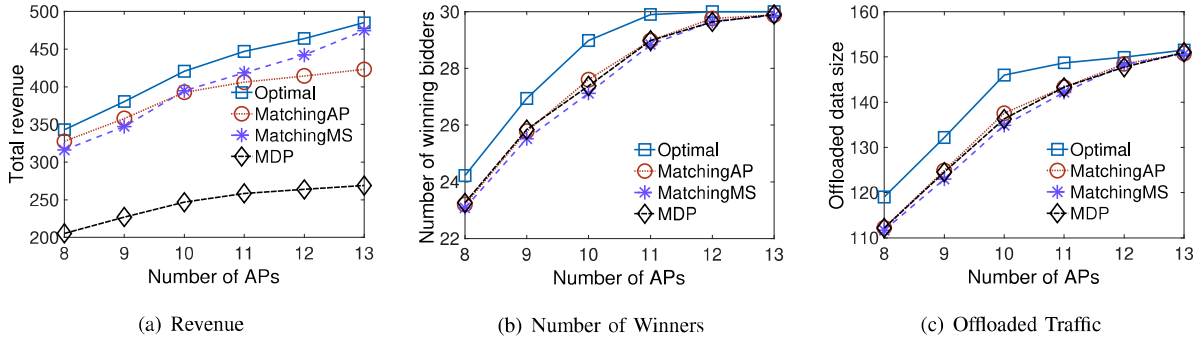 Total revenue
500
450
400
350
300
250
200
8
9
10
11
12
13
Number of APs
Optimal
MatchingAP
MatchingMS
MDP
(a) Revenue
Number of winning bidders
30
28
26
24
22
8
9
10
11
12
13
Number of APs
Optimal
MatchingAP
MatchingMS
MDP
(b) Number of Winners
Offloaded data size
160
150
140
130
120
110
8
9
10
11
12
13
Number of APs
Optimal
MatchingAP
MatchingMS
MDP
(c) Offloaded Traffic